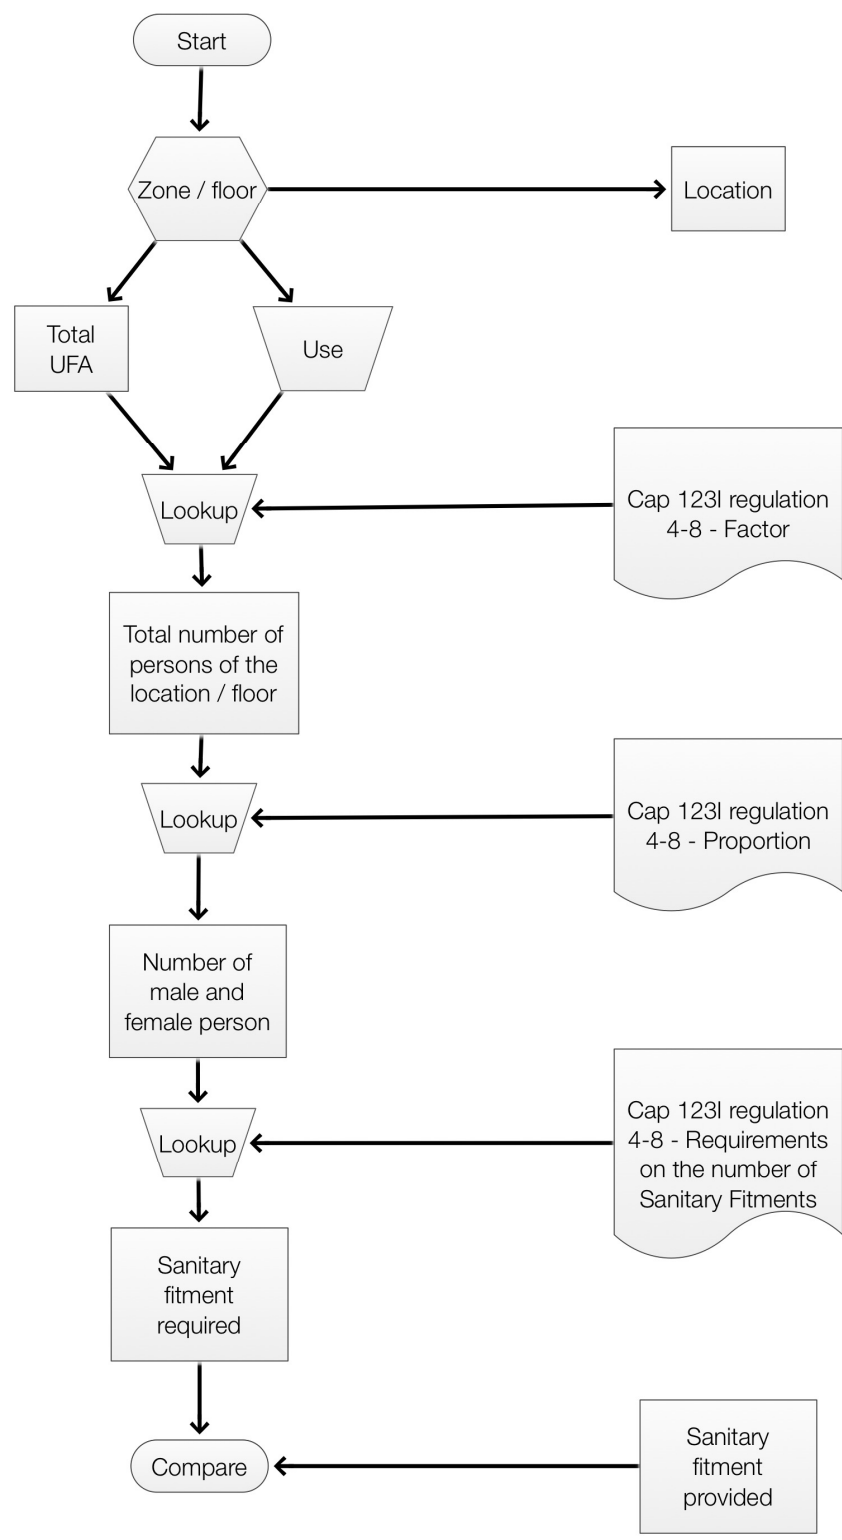 Start
Zone / floor
Location
Total
UFA
Use
Lookup
Cap 123I regulation
4-8 - Factor
Total number of
persons of the
location / floor
Lookup
Cap 123I regulation
4-8 - Proportion
Number of
male and
female person
Lookup
Cap 123I regulation
4-8 - Requirements
on the number of
Sanitary Fitments
Sanitary
fitment
required
Compare
Sanitary
fitment
provided